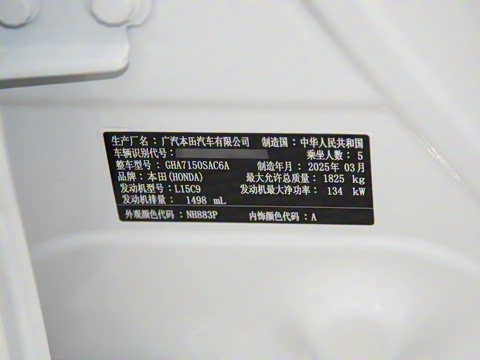 生产厂名：广汽本田汽车有限公司 制造国：中华人民共和国
车辆识别代号： 乘坐人数：5
整车型号：GHA7150SAC6A 制造年月：2025年03月
品牌：本田(HONDA) 最大允许总质量：1825 kg
发动机型号：L15C9 发动机最大净功率：134 kW
发动机排量：1498 mL
外观颜色代码：NH883P 内饰颜色代码：A